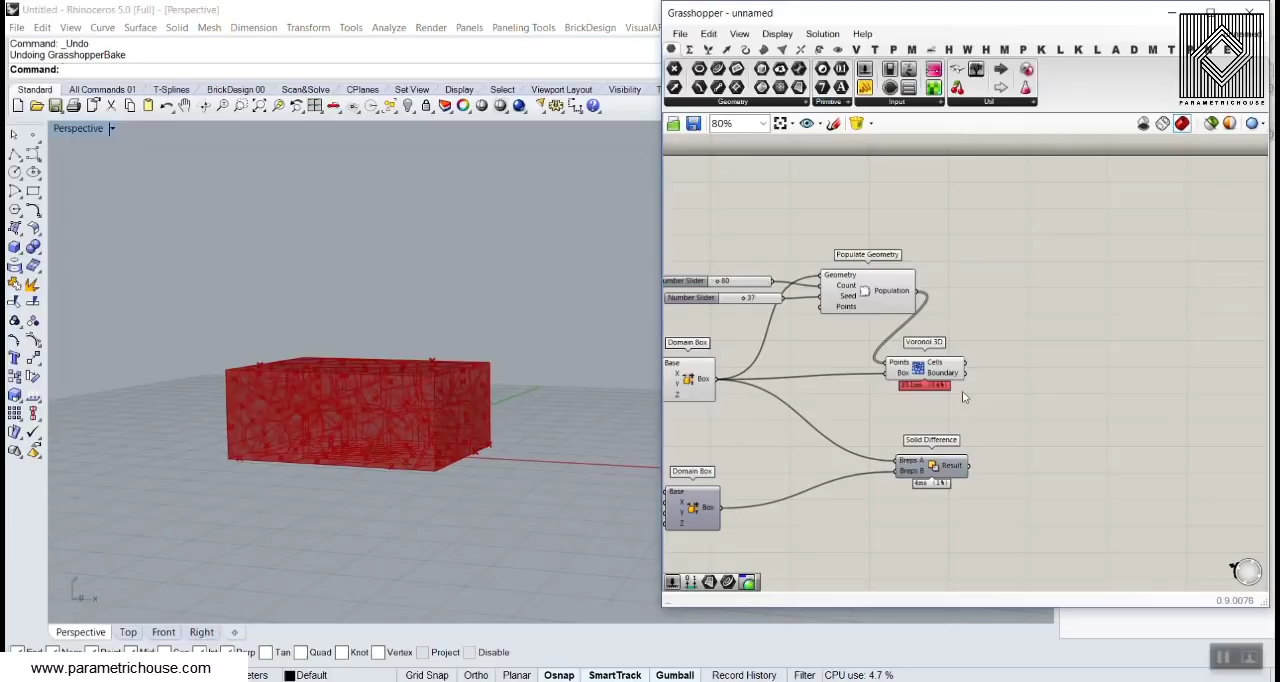 Untitled - Rhinoceros 5.0 [Full] - [Perspective]
File Edit View Curve Surface Solid Mesh Dimension Transform Tools Analyze Render Panels Paneling Tools BrickDesign
Command: _Undo
Undoing GrasshopperBake
Command:
Standard All Commands 01 T-Splines BrickDesign 00 Scan&Solve CPlanes Set View Display Select Viewport Layout Visibility
Perspective
Grasshopper - unnamed
File Edit View Display Solution Help
V T P M H W H M P K L K L A D M T
Geometry Primitive Input Util
PARAMETRICHOUSE
80%
Populate Geometry
Geometry
Count
Seed
Points
Population
Number Slider 80
Number Slider 37
Domain Box
Base
X
Y
Z
Box
Voronoi 3D
Points
Box
Cells
Boundary
Solid Difference
Breps A
Breps B
Result
4ms (1%)
Domain Box
Base
X
Y
Z
Box
0.9.0076
Perspective Top Front Right
Tan Quad Knot Vertex Project Disable
www.parametrichouse.com
Default Grid Snap Ortho Planar Osnap SmartTrack Gumball Record History Filter CPU use: 4.7 %